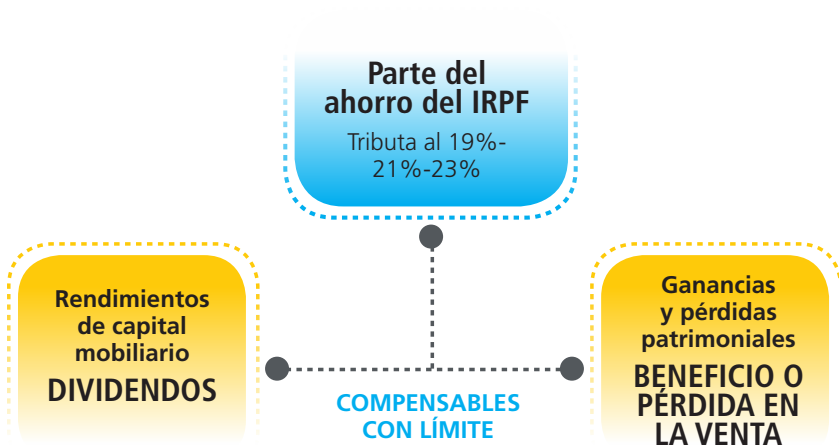 Parte del
ahorro del IRPF
Tributa al 19%-
21%-23%
Rendimientos
de capital
mobiliario
DIVIDENDOS
COMPENSABLES
CON LÍMITE
Ganancias
y pérdidas
patrimoniales
BENEFICIO O
PÉRDIDA EN
LA VENTA